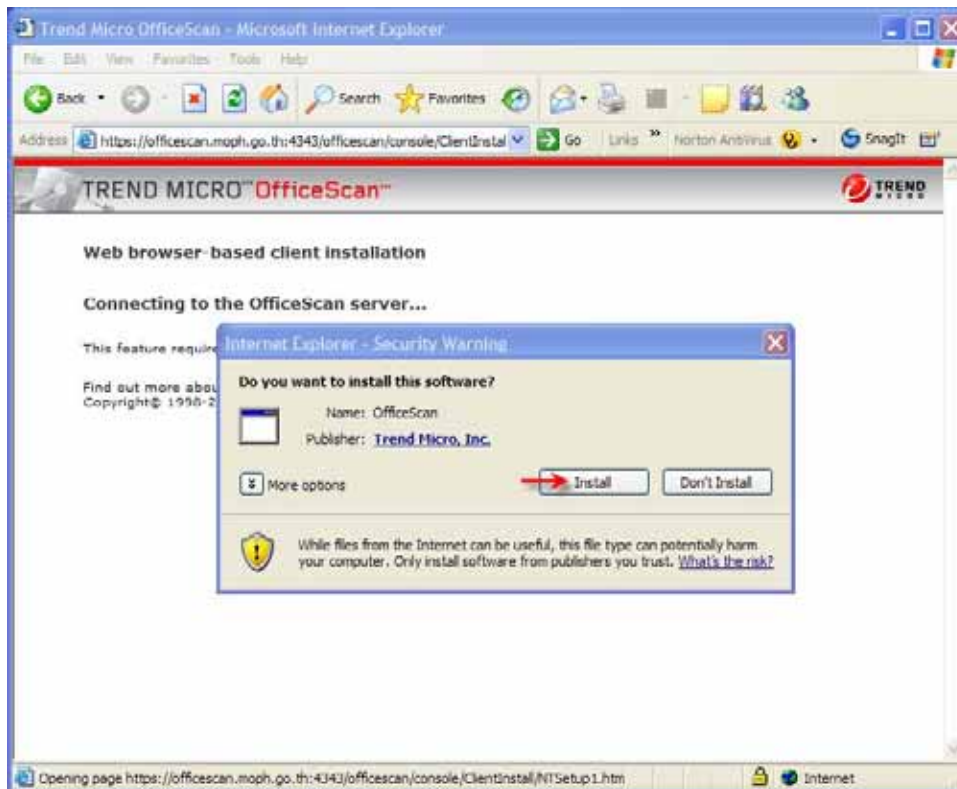 Trend Micro OfficeScan - Microsoft Internet Explorer
File Edit View Favorites Tools Help
Back Search Favorites
Address https://officescan.moph.go.th:4343/officescan/console/ClientInstal Go Links » Norton AntiVirus SnagIt
TREND MICRO™ OfficeScan™
TREND MICRO
Web browser-based client installation
Connecting to the OfficeScan server...
This feature require
Find out more abou
Copyright© 1998-2
Internet Explorer - Security Warning
Do you want to install this software?
Name: OfficeScan
Publisher: Trend Micro, Inc.
More options
Install
Don't Install
While files from the Internet can be useful, this file type can potentially harm
your computer. Only install software from publishers you trust. What's the risk?
Opening page https://officescan.moph.go.th:4343/officescan/console/ClientInstall/NTSetup1.htm
Internet